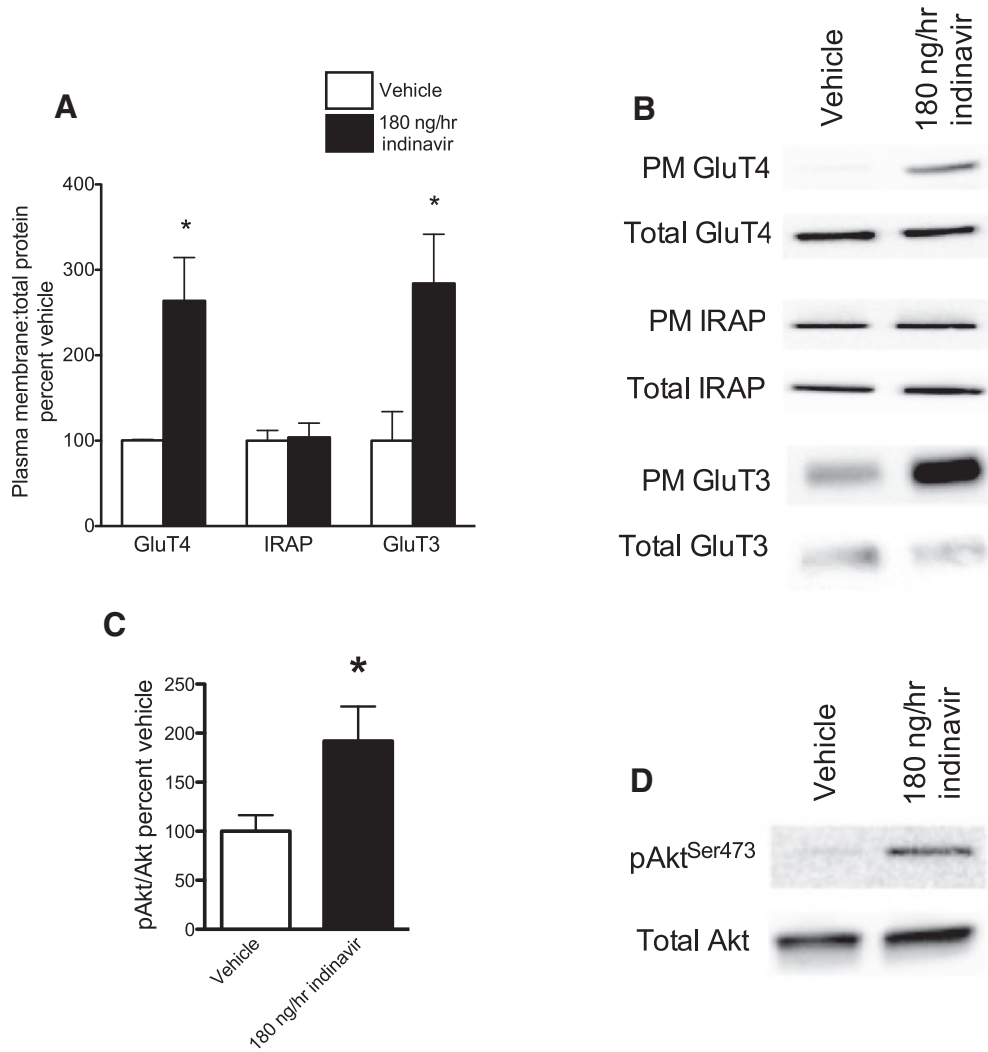 A
Vehicle
180 ng/hr
indinavir
Plasma membrane:total protein
percent vehicle
400
300
200
100
0
*
*
GluT4 IRAP GluT3
B
Vehicle
180 ng/hr
indinavir
PM GluT4
Total GluT4
PM IRAP
Total IRAP
PM GluT3
Total GluT3
C
pAkt/Akt percent vehicle
250
200
150
100
50
0
*
Vehicle
180 ng/hr indinavir
D
Vehicle
180 ng/hr
indinavir
pAktSer473
Total Akt